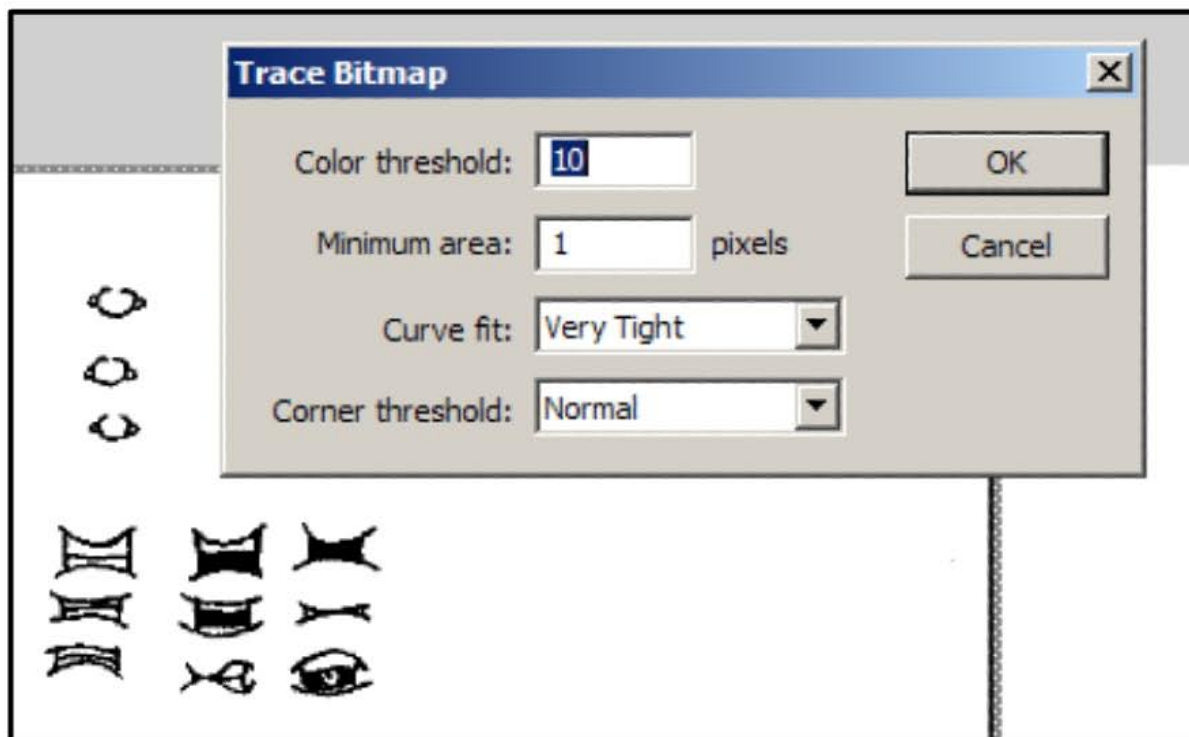 Trace Bitmap
Color threshold: 10 OK
Minimum area: 1 pixels Cancel
Curve fit: Very Tight
Corner threshold: Normal